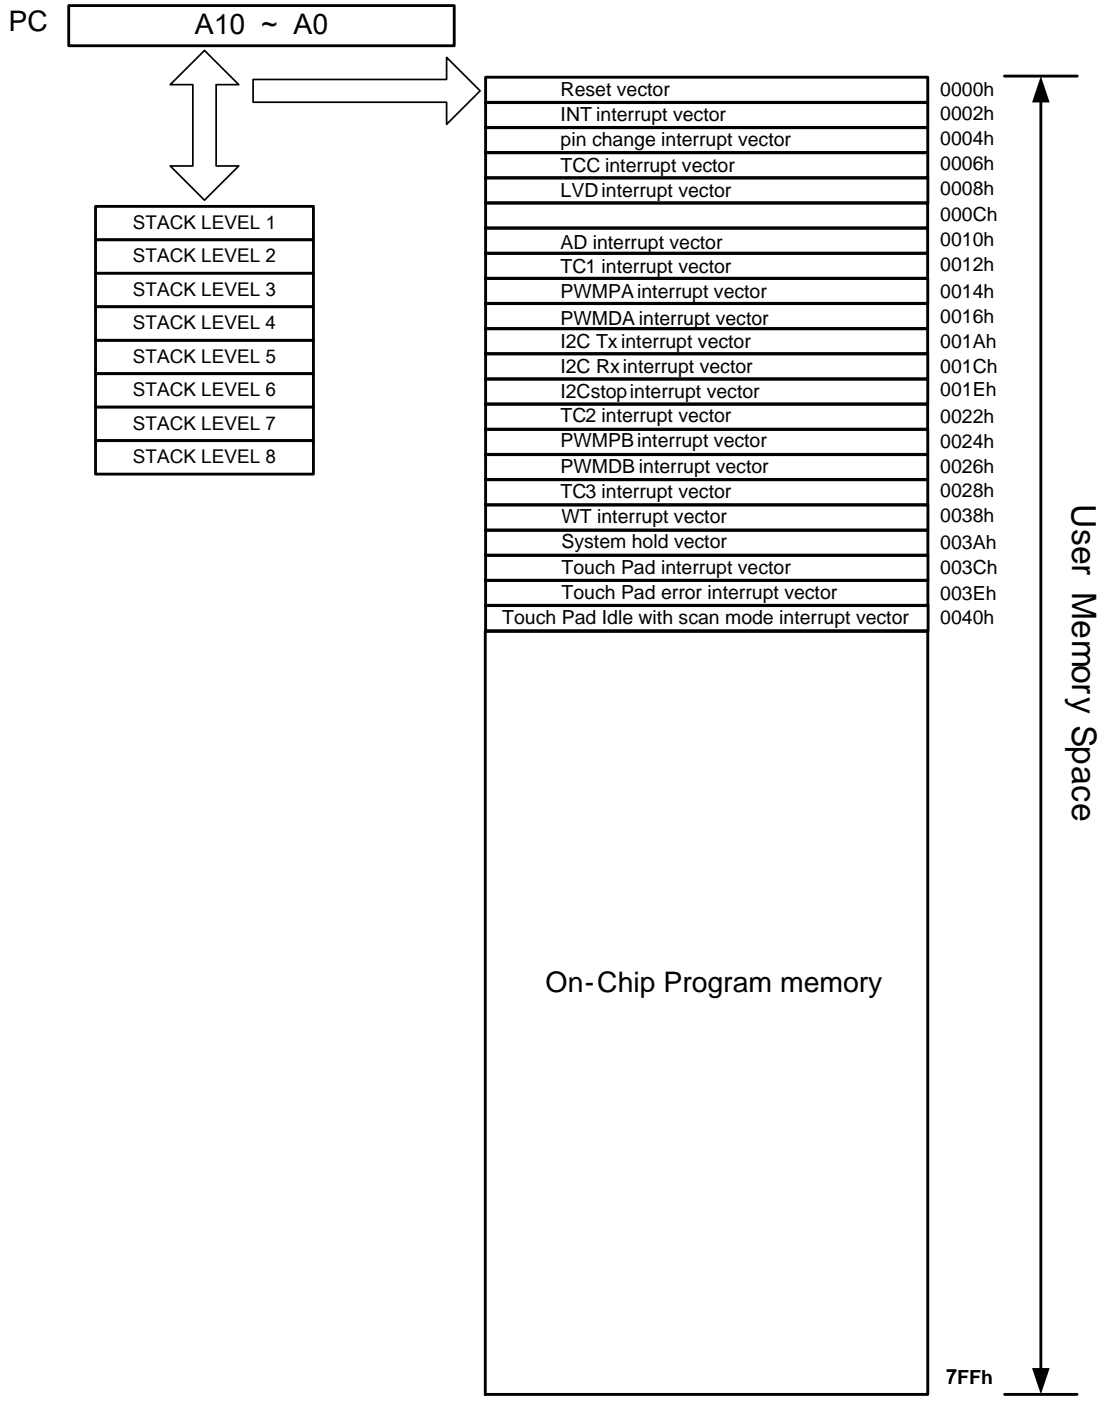 PC
A10 ~ A0
STACK LEVEL 1
STACK LEVEL 2
STACK LEVEL 3
STACK LEVEL 4
STACK LEVEL 5
STACK LEVEL 6
STACK LEVEL 7
STACK LEVEL 8
Reset vector 0000h
INT interrupt vector 0002h
pin change interrupt vector 0004h
TCC interrupt vector 0006h
LVD interrupt vector 0008h
000Ch
AD interrupt vector 0010h
TC1 interrupt vector 0012h
PWMPA interrupt vector 0014h
PWMDA interrupt vector 0016h
I2C Tx interrupt vector 001Ah
I2C Rx interrupt vector 001Ch
I2Cstop interrupt vector 001Eh
TC2 interrupt vector 0022h
PWMPB interrupt vector 0024h
PWMDB interrupt vector 0026h
TC3 interrupt vector 0028h
WT interrupt vector 0038h
System hold vector 003Ah
Touch Pad interrupt vector 003Ch
Touch Pad error interrupt vector 003Eh
Touch Pad Idle with scan mode interrupt vector 0040h
On-Chip Program memory
7FFh
User Memory Space